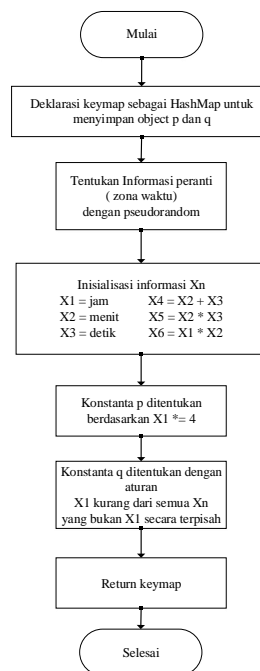 Mulai
Deklarasi keymap sebagai HashMap untuk
menyimpan object p dan q
Tentukan Informasi peranti
( zona waktu)
dengan pseudorandom
Inisialisasi informasi Xn
X1 = jam X4 = X2 + X3
X2 = menit X5 = X2 * X3
X3 = detik X6 = X1 * X2
Konstanta p ditentukan
berdasarkan X1 *= 4
Konstanta q ditentukan dengan
aturan
X1 kurang dari semua Xn
yang bukan X1 secara terpisah
Return keymap
Selesai